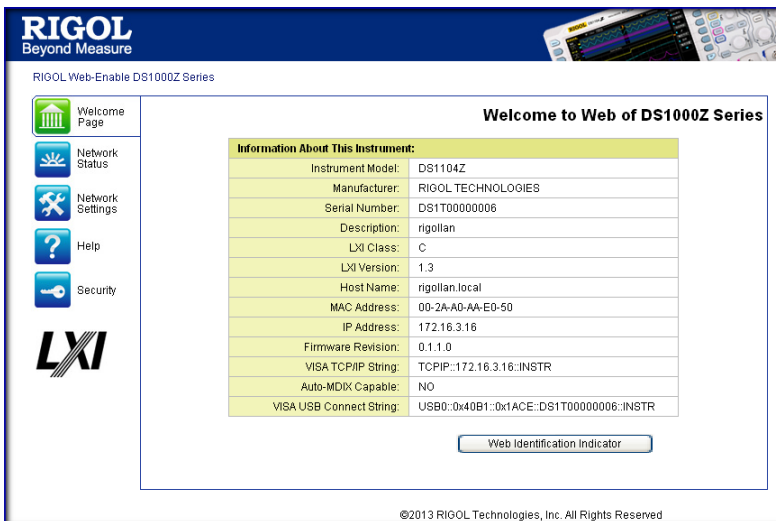 RIGOL
Beyond Measure
RIGOL Web-Enable DS1000Z Series
Welcome
Page
Network
Status
Network
Settings
Help
Security
LXI
Welcome to Web of DS1000Z Series
Information About This Instrument:
Instrument Model: DS1104Z
Manufacturer: RIGOL TECHNOLOGIES
Serial Number: DS1T00000006
Description: rigollan
LXI Class: C
LXI Version: 1.3
Host Name: rigollan.local
MAC Address: 00-2A-A0-AA-E0-50
IP Address: 172.16.3.16
Firmware Revision: 0.1.1.0
VISA TCP/IP String: TCPIP::172.16.3.16::INSTR
Auto-MDIX Capable: NO
VISA USB Connect String: USB0::0x40B1::0x1ACE::DS1T00000006::INSTR
Web Identification Indicator
©2013 RIGOL Technologies, Inc. All Rights Reserved